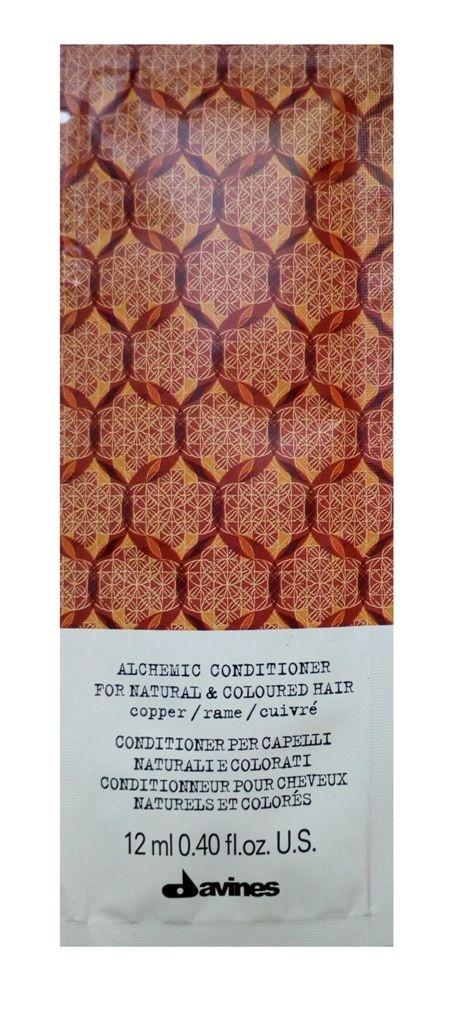 ALCHEMIC CONDITIONER
FOR NATURAL & COLOURED HAIR
copper / rame / cuivré
CONDITIONER PER CAPELLI
NATURALI E COLORATI
CONDITIONNEUR POUR CHEVEUX
NATURELS ET COLORÉS
12 ml 0.40 fl.oz. U.S.
davines